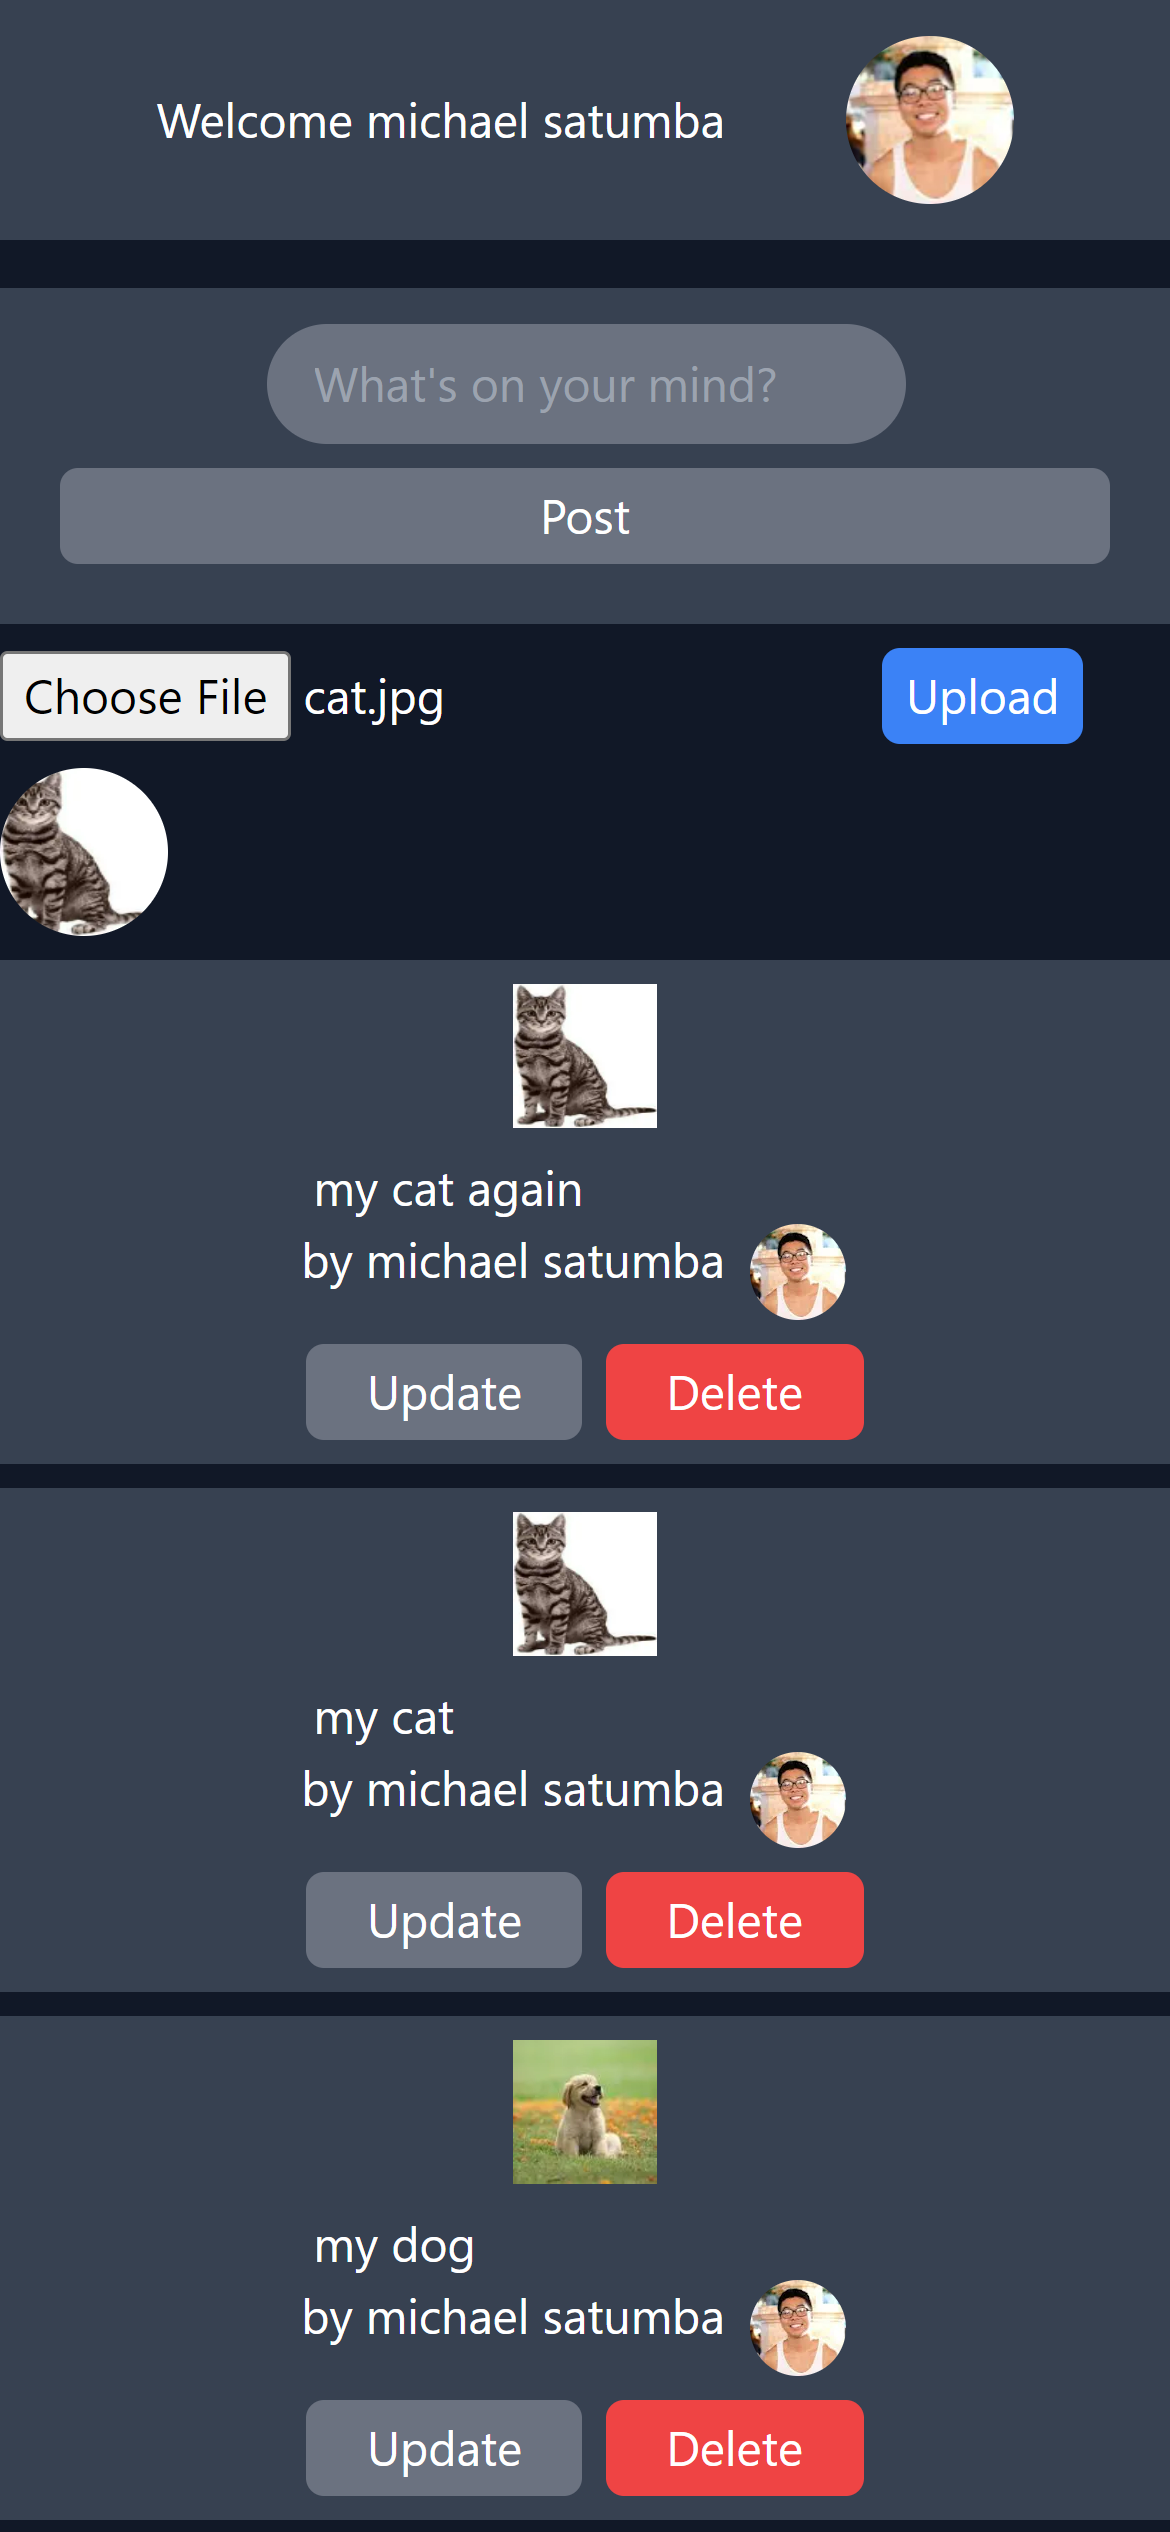 Welcome michael satumba
What's on your mind?
Post
Choose File cat.jpg Upload
my cat again
by michael satumba
Update Delete
my cat
by michael satumba
Update Delete
my dog
by michael satumba
Update Delete